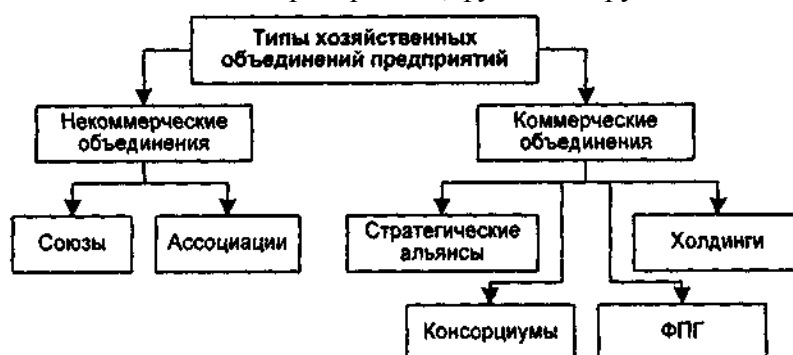 Типы хозяйственных
объединений предприятий
Некоммерческие
объединения
Коммерческие
объединения
Союзы
Ассоциации
Стратегические
альянсы
Холдинги
Консорциумы
ФПГ